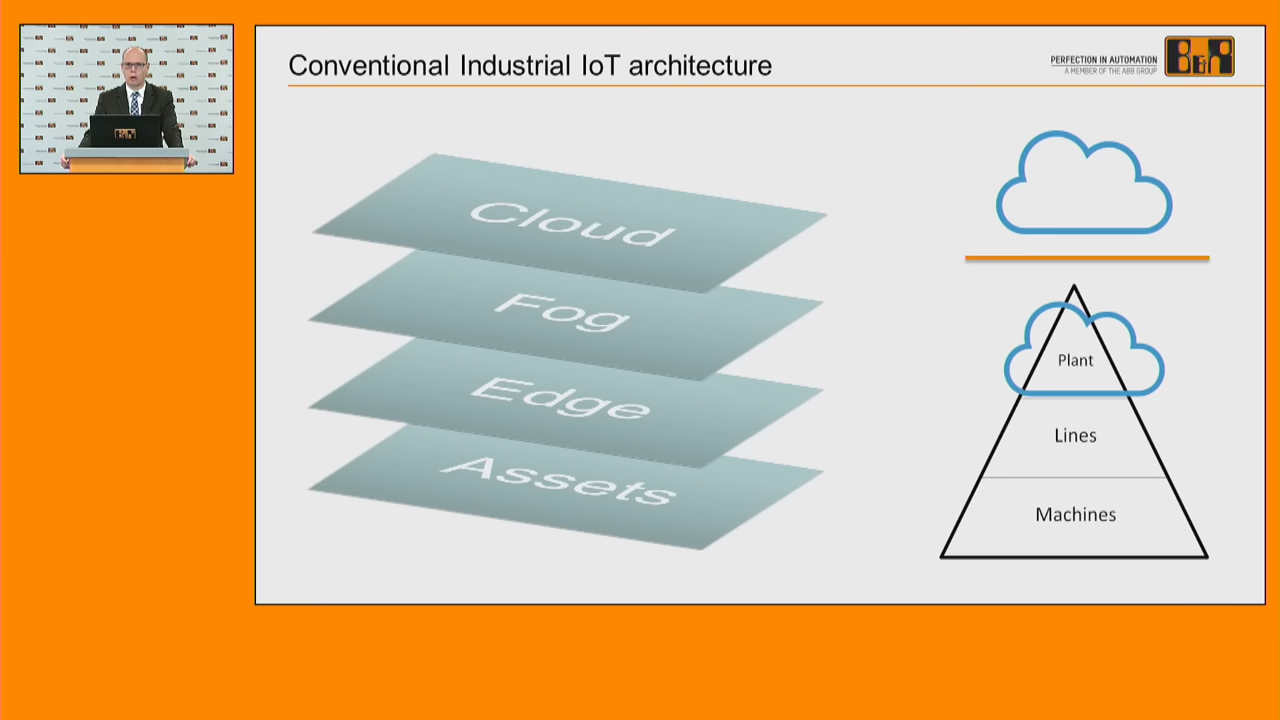 Conventional Industrial IoT architecture
PERFECTION IN AUTOMATION
A MEMBER OF THE ABB GROUP
B&R
Cloud
Fog
Edge
Assets
Plant
Lines
Machines
B&R